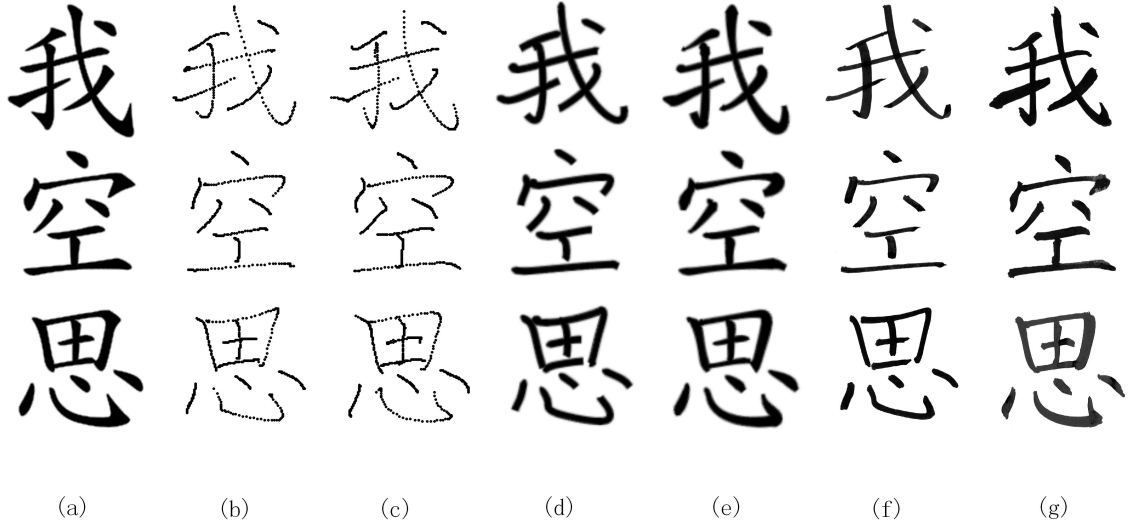 我 我 我 我 我 我 我
空 空 空 空 空 空 空
思 思 思 思 思 思 思
(a) (b) (c) (d) (e) (f) (g)